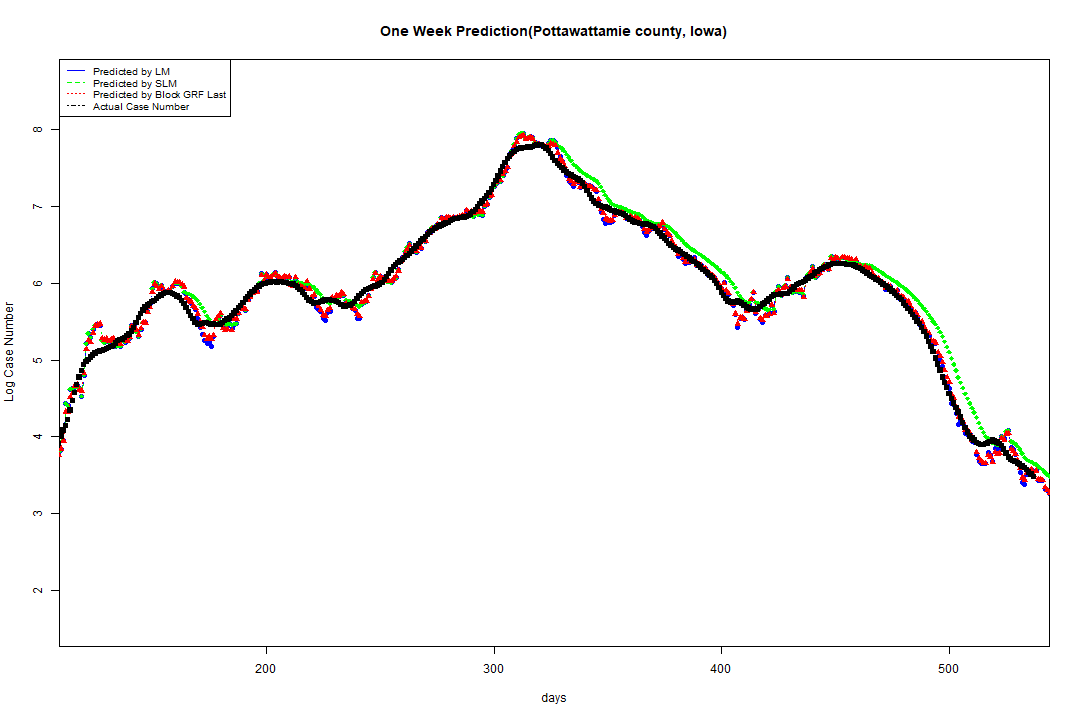 One Week Prediction(Pottawattamie county, Iowa)
Predicted by LM
Predicted by SLM
Predicted by Block GRF Last
Actual Case Number
Log Case Number
8
7
6
5
4
3
2
200 300 400 500
days